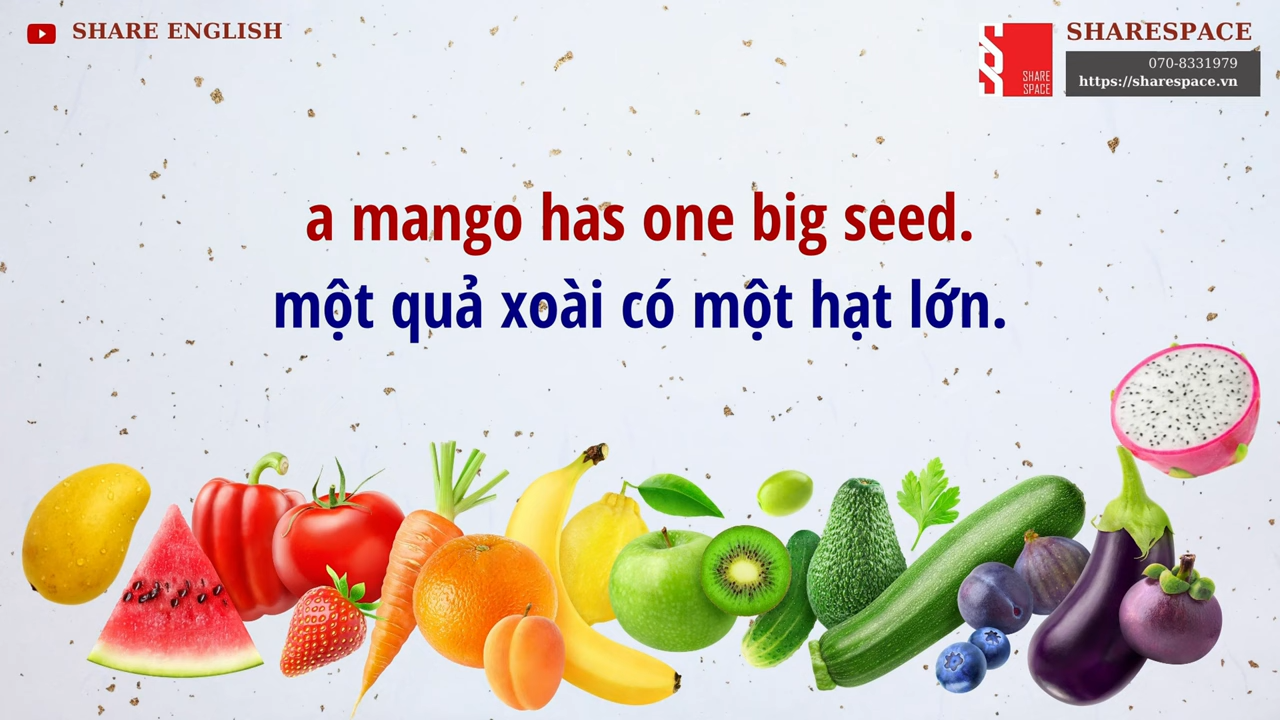 SHARE ENGLISH
SHARESPACE
070-8331979
https://sharespace.vn
SHARE
SPACE
a mango has one big seed.
một quả xoài có một hạt lớn.